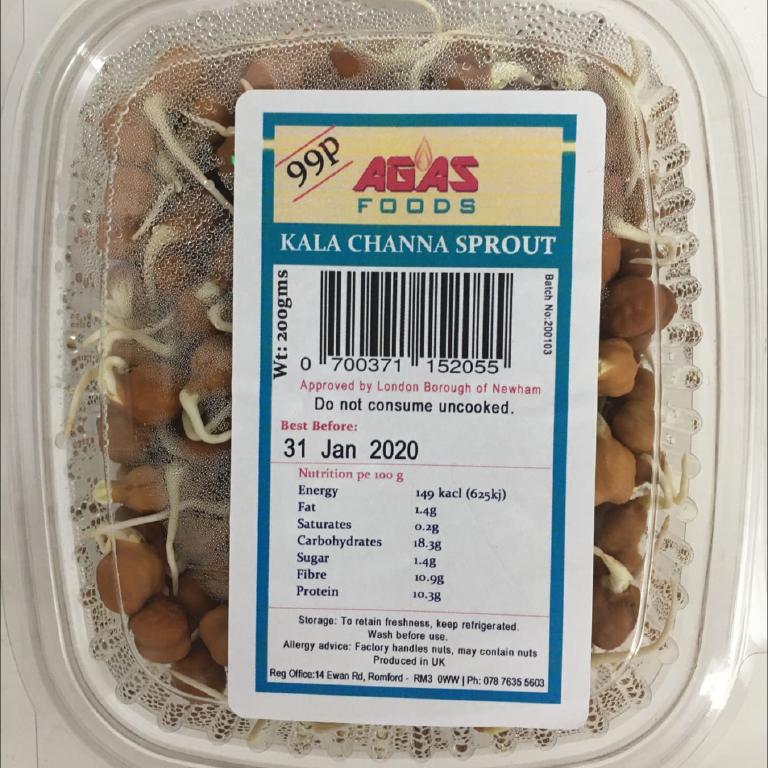 99p
AGAS
FOODS
KALA CHANNA SPROUT
Wt: 200gms
Batch No:200103
0 700371 152055
Approved by London Borough of Newham
Do not consume uncooked.
Best Before:
31 Jan 2020
Nutrition pe 100 g
Energy 149 kacl (625kj)
Fat 1.4g
Saturates 0.2g
Carbohydrates 18.3g
Sugar 1.4g
Fibre 10.9g
Protein 10.3g
Storage: To retain freshness, keep refrigerated.
Wash before use.
Allergy advice: Factory handles nuts, may contain nuts
Produced in UK
Reg Office:14 Ewan Rd, Romford - RM3 0WW | Ph: 078 7635 5603